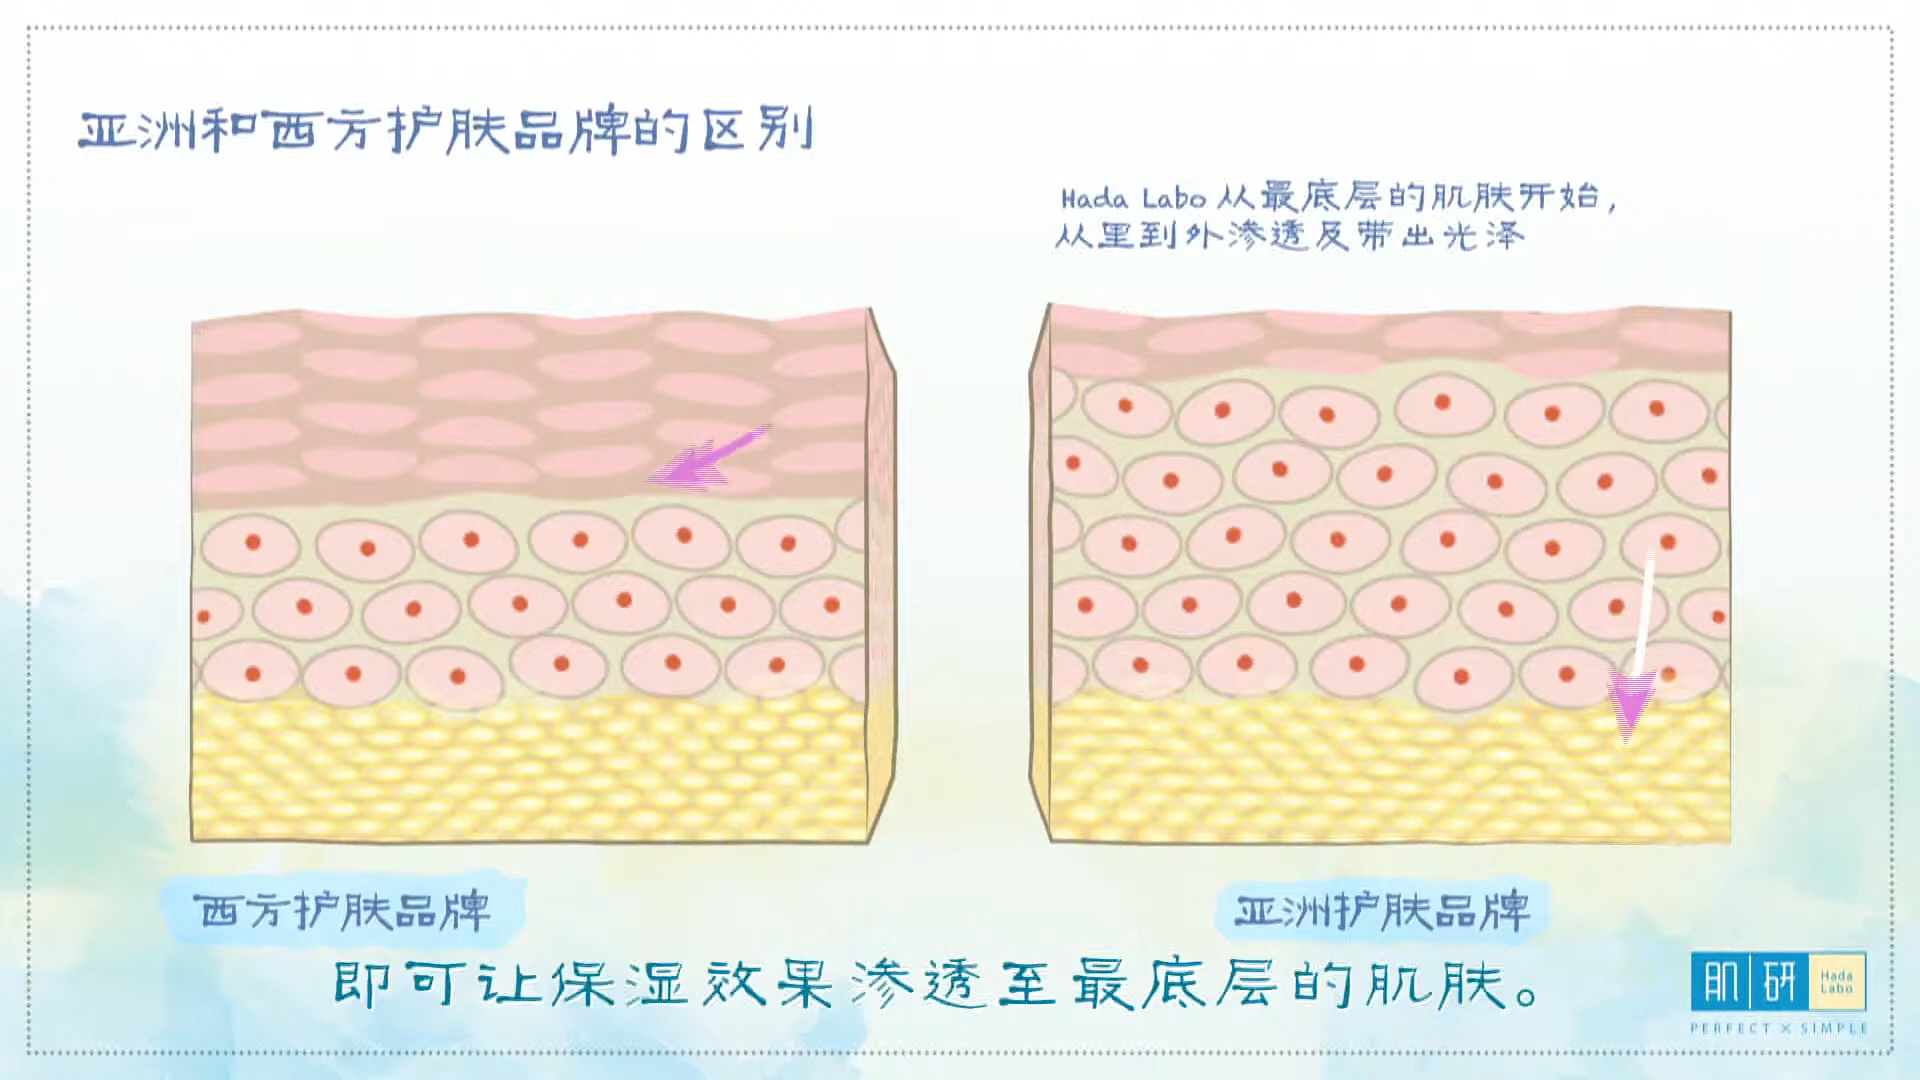 亚洲和西方护肤品牌的区别
Hada Labo 从最底层的肌肤开始,
从里到外渗透及带出光泽
西方护肤品牌
亚洲护肤品牌
即可让保湿效果渗透至最底层的肌肤。
肌研 Hada Labo
PERFECT × SIMPLE